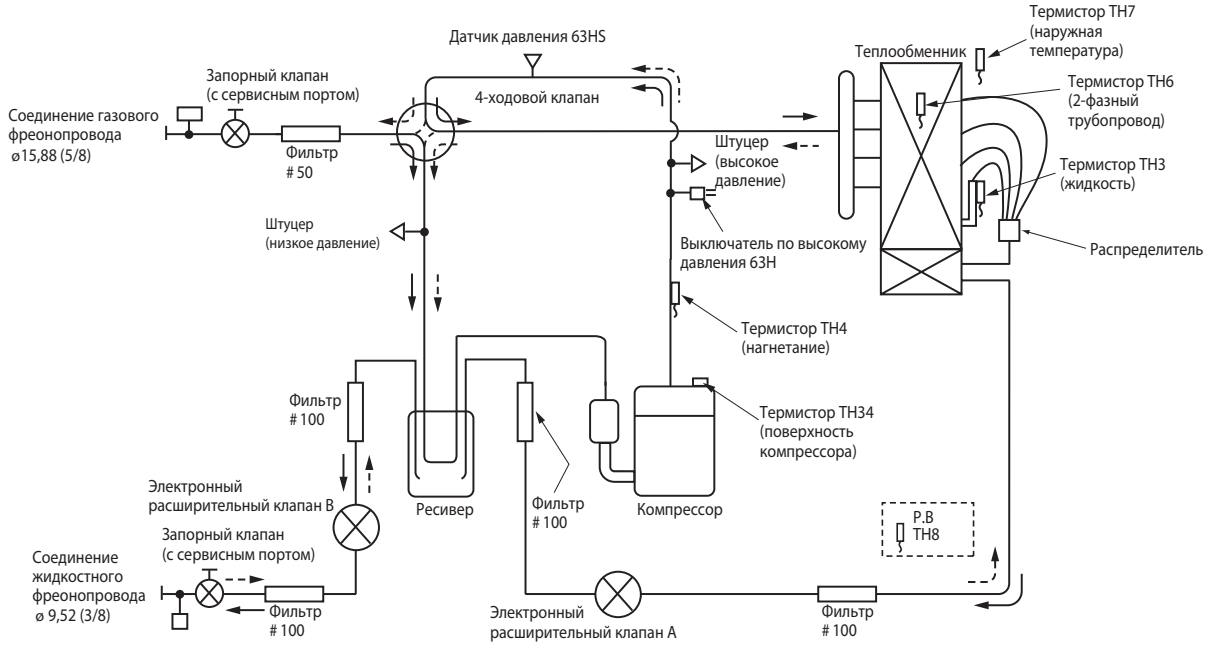 Датчик давления 63HS
Термистор TH7
(наружная
температура)
Теплообменник
Запорный клапан
(с сервисным портом)
4-ходовой клапан
Термистор TH6
(2-фазный
трубопровод)
Соединение газового
фреонопровода
ø15,88 (5/8)
Фильтр
# 50
Штуцер
(высокое
давление)
Термистор TH3
(жидкость)
Штуцер
(низкое давление)
Выключатель по высокому
давления 63H
Распределитель
Термистор TH4
(нагнетание)
Фильтр
# 100
Термистор TH34
(поверхность
компрессора)
Электронный
расширительный клапан B
Ресивер
Фильтр
# 100
Компрессор
P.B
TH8
Запорный клапан
(с сервисным портом)
Соединение
жидкостного
фреонопровода
ø 9,52 (3/8)
Фильтр
# 100
Электронный
расширительный клапан A
Фильтр
# 100